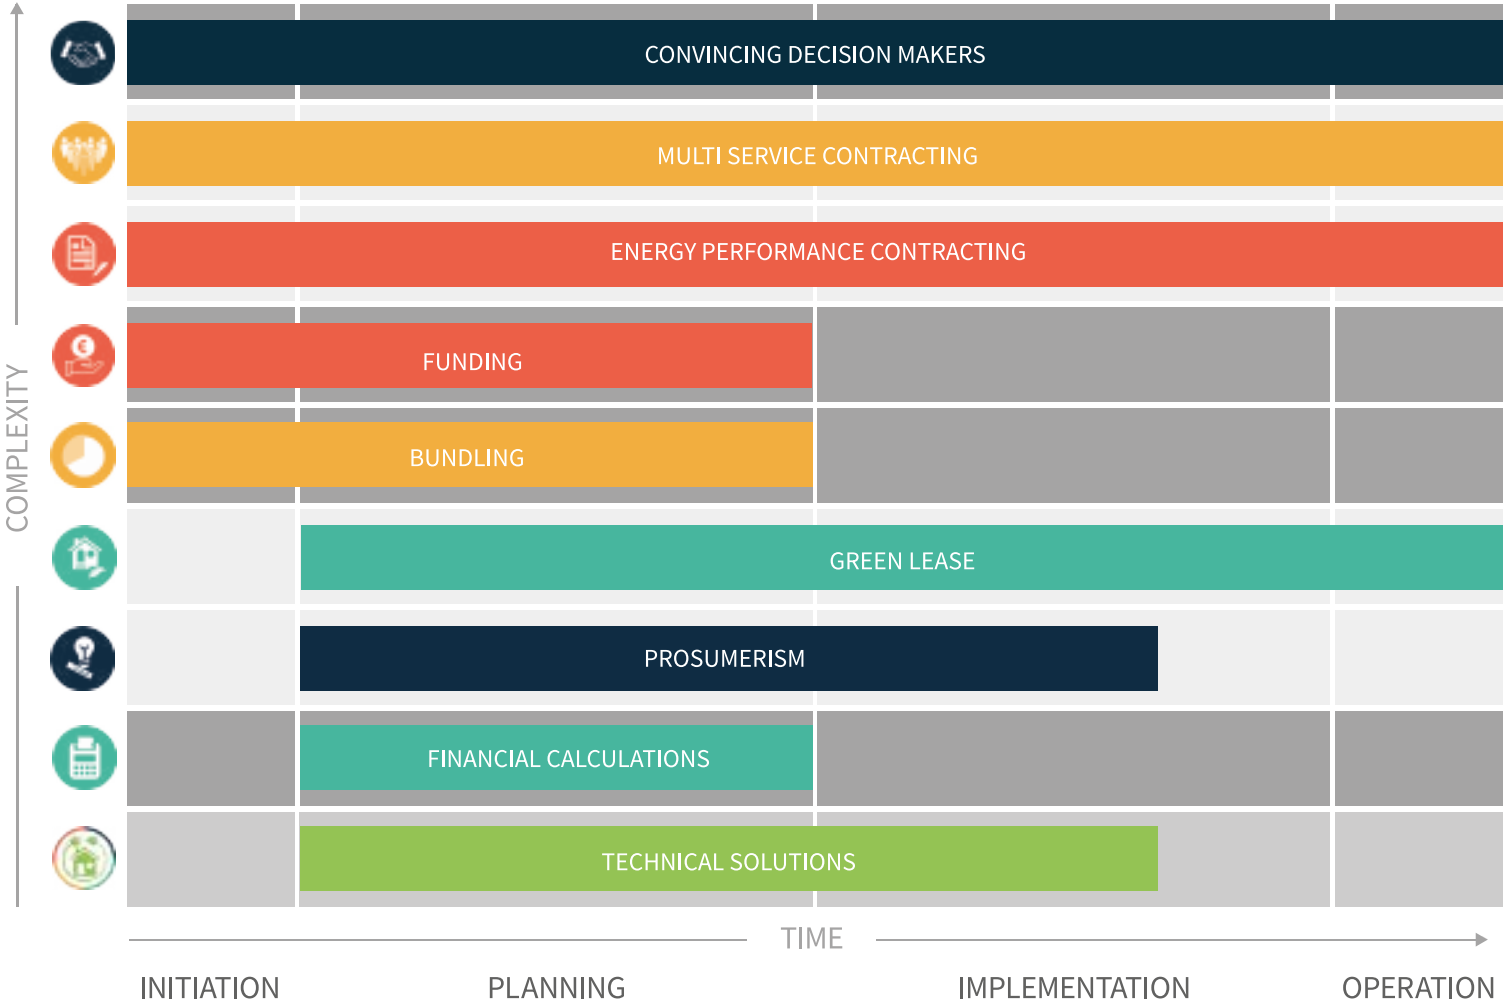 CONVINCING DECISION MAKERS
MULTI SERVICE CONTRACTING
ENERGY PERFORMANCE CONTRACTING
FUNDING
BUNDLING
GREEN LEASE
PROSUMERISM
FINANCIAL CALCULATIONS
TECHNICAL SOLUTIONS
COMPLEXITY
TIME
INITIATION
PLANNING
IMPLEMENTATION
OPERATION